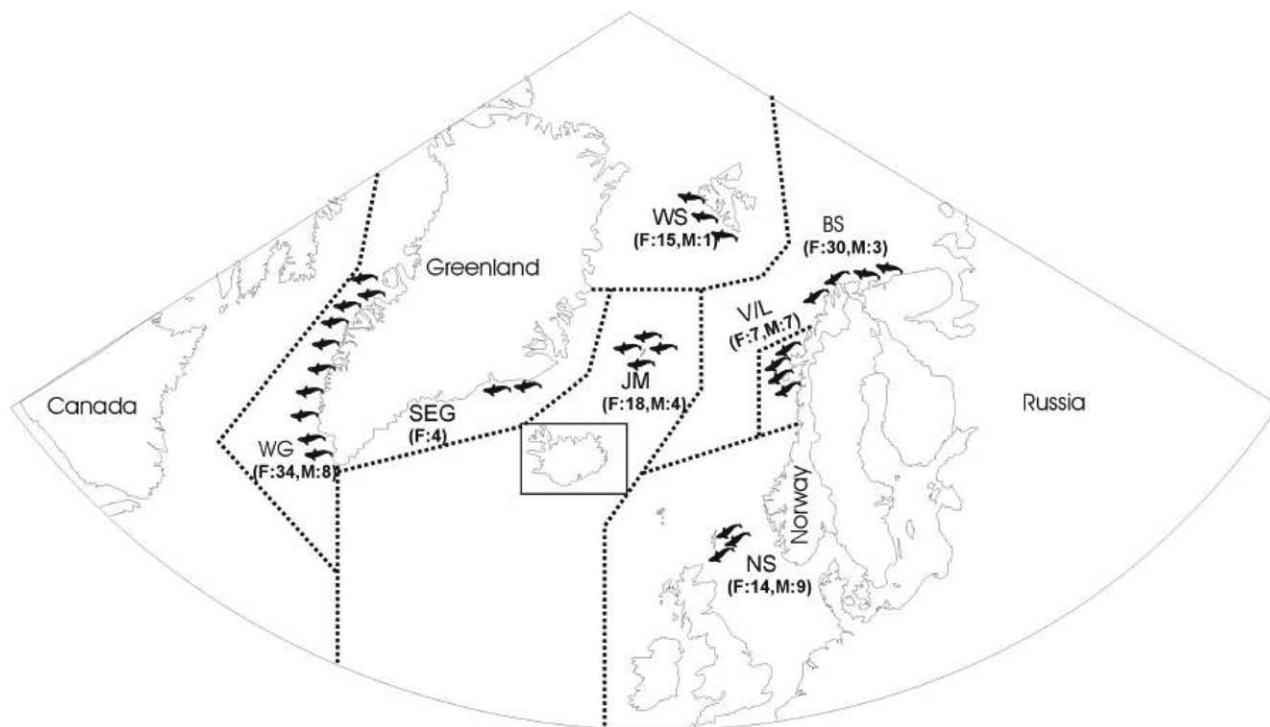 WS
(F:15,M:1)
BS
(F:30,M:3)
Greenland
V/L
(F:7,M:7)
JM
(F:18,M:4)
Canada
SEG
(F:4)
Russia
WG
(F:34,M:8)
Norway
NS
(F:14,M:9)